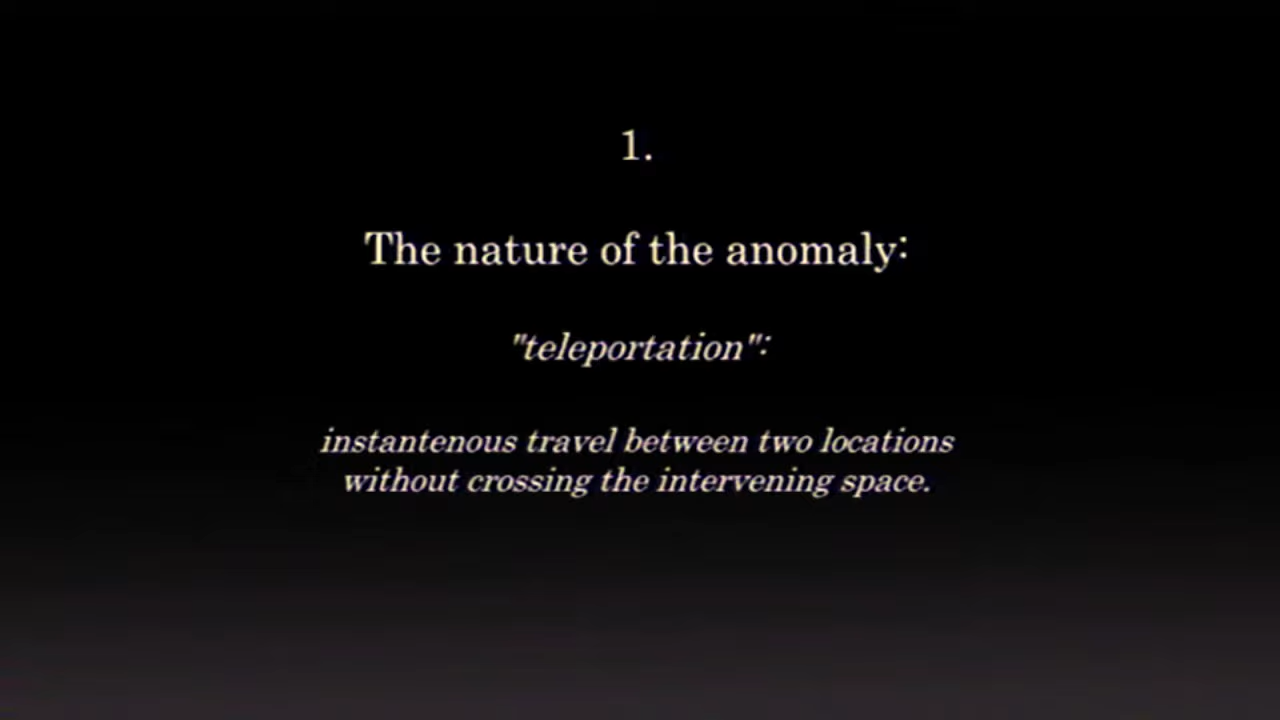 1.
The nature of the anomaly:
"teleportation":
instantenous travel between two locations
without crossing the intervening space.